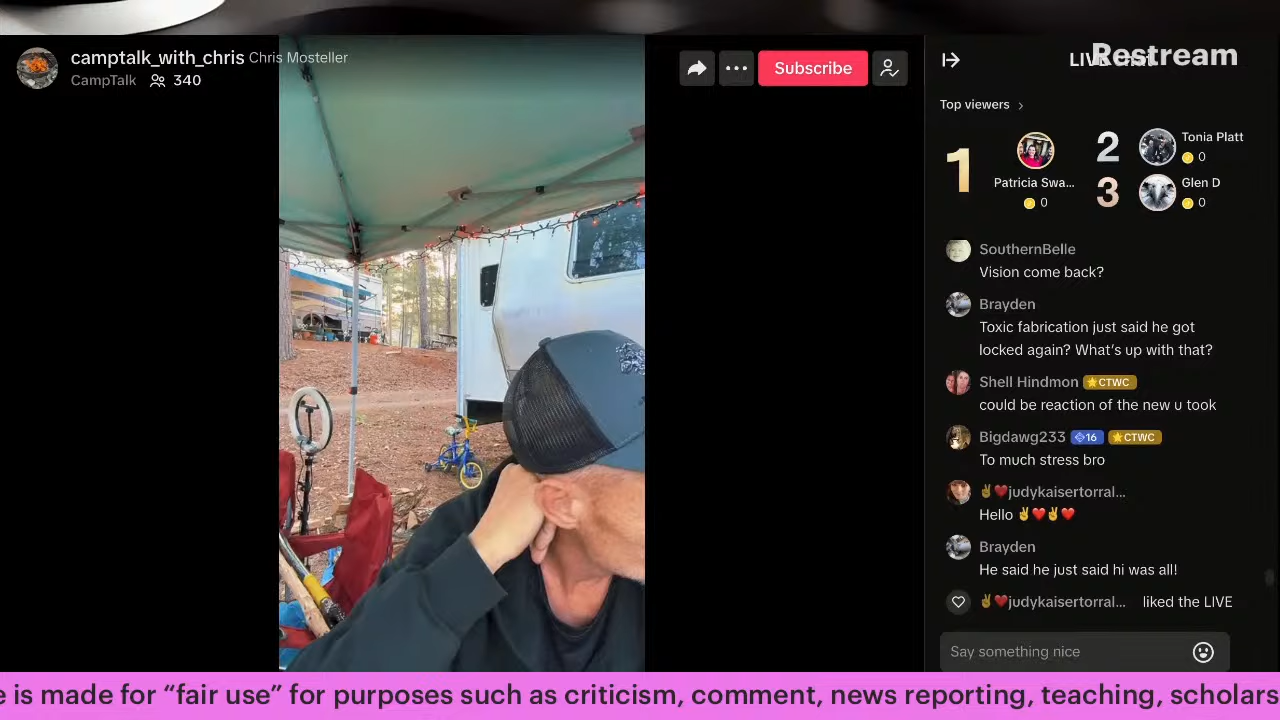 camptalk_with_chris Chris Mosteller
CampTalk 340
Subscribe
Restream
Top viewers
1
Patricia Swa...
0
2
Tonia Platt
0
3
Glen D
0
SouthernBelle
Vision come back?
Brayden
Toxic fabrication just said he got
locked again? What's up with that?
Shell Hindmon CTWC
could be reaction of the new u took
Bigdawg233 16 CTWC
To much stress bro
✌️❤️judykaisertorral...
Hello ✌️❤️✌️❤️
Brayden
He said he just said hi was all!
✌️❤️judykaisertorral... liked the LIVE
Say something nice
e is made for “fair use” for purposes such as criticism, comment, news reporting, teaching, scholars